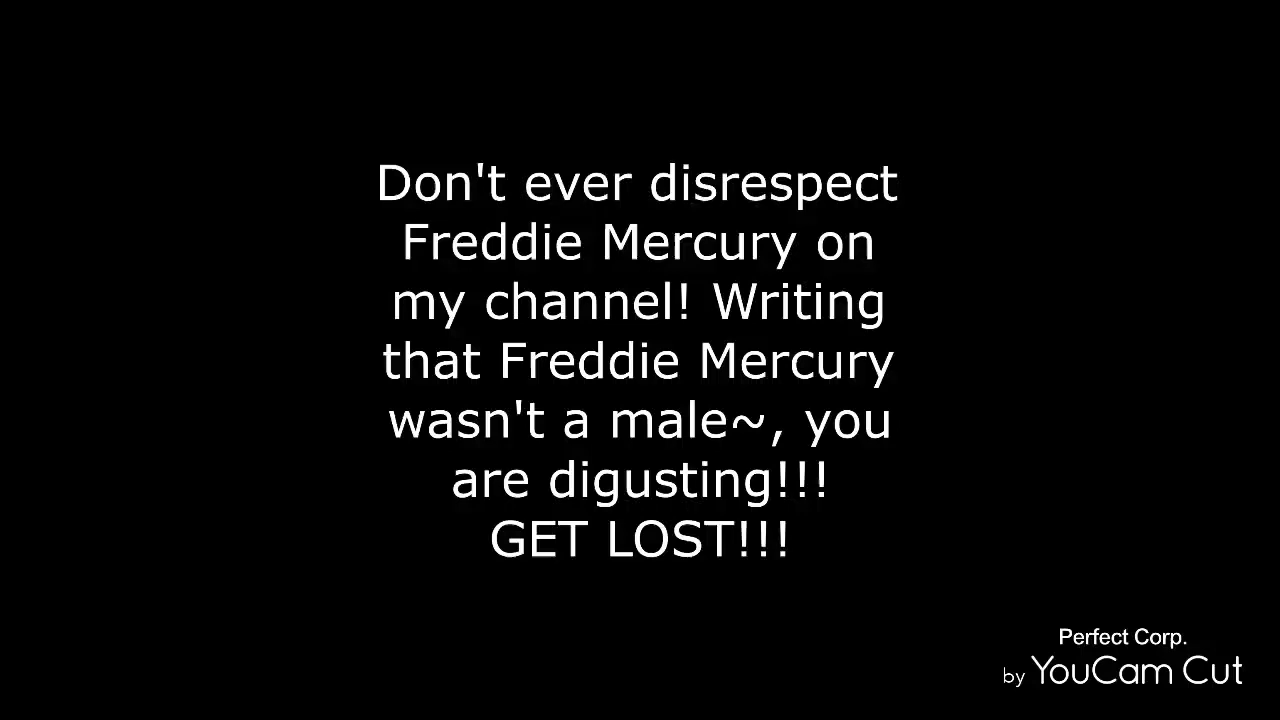 Don't ever disrespect
Freddie Mercury on
my channel! Writing
that Freddie Mercury
wasn't a male~, you
are digusting!!!
GET LOST!!!
Perfect Corp.
by YouCam Cut